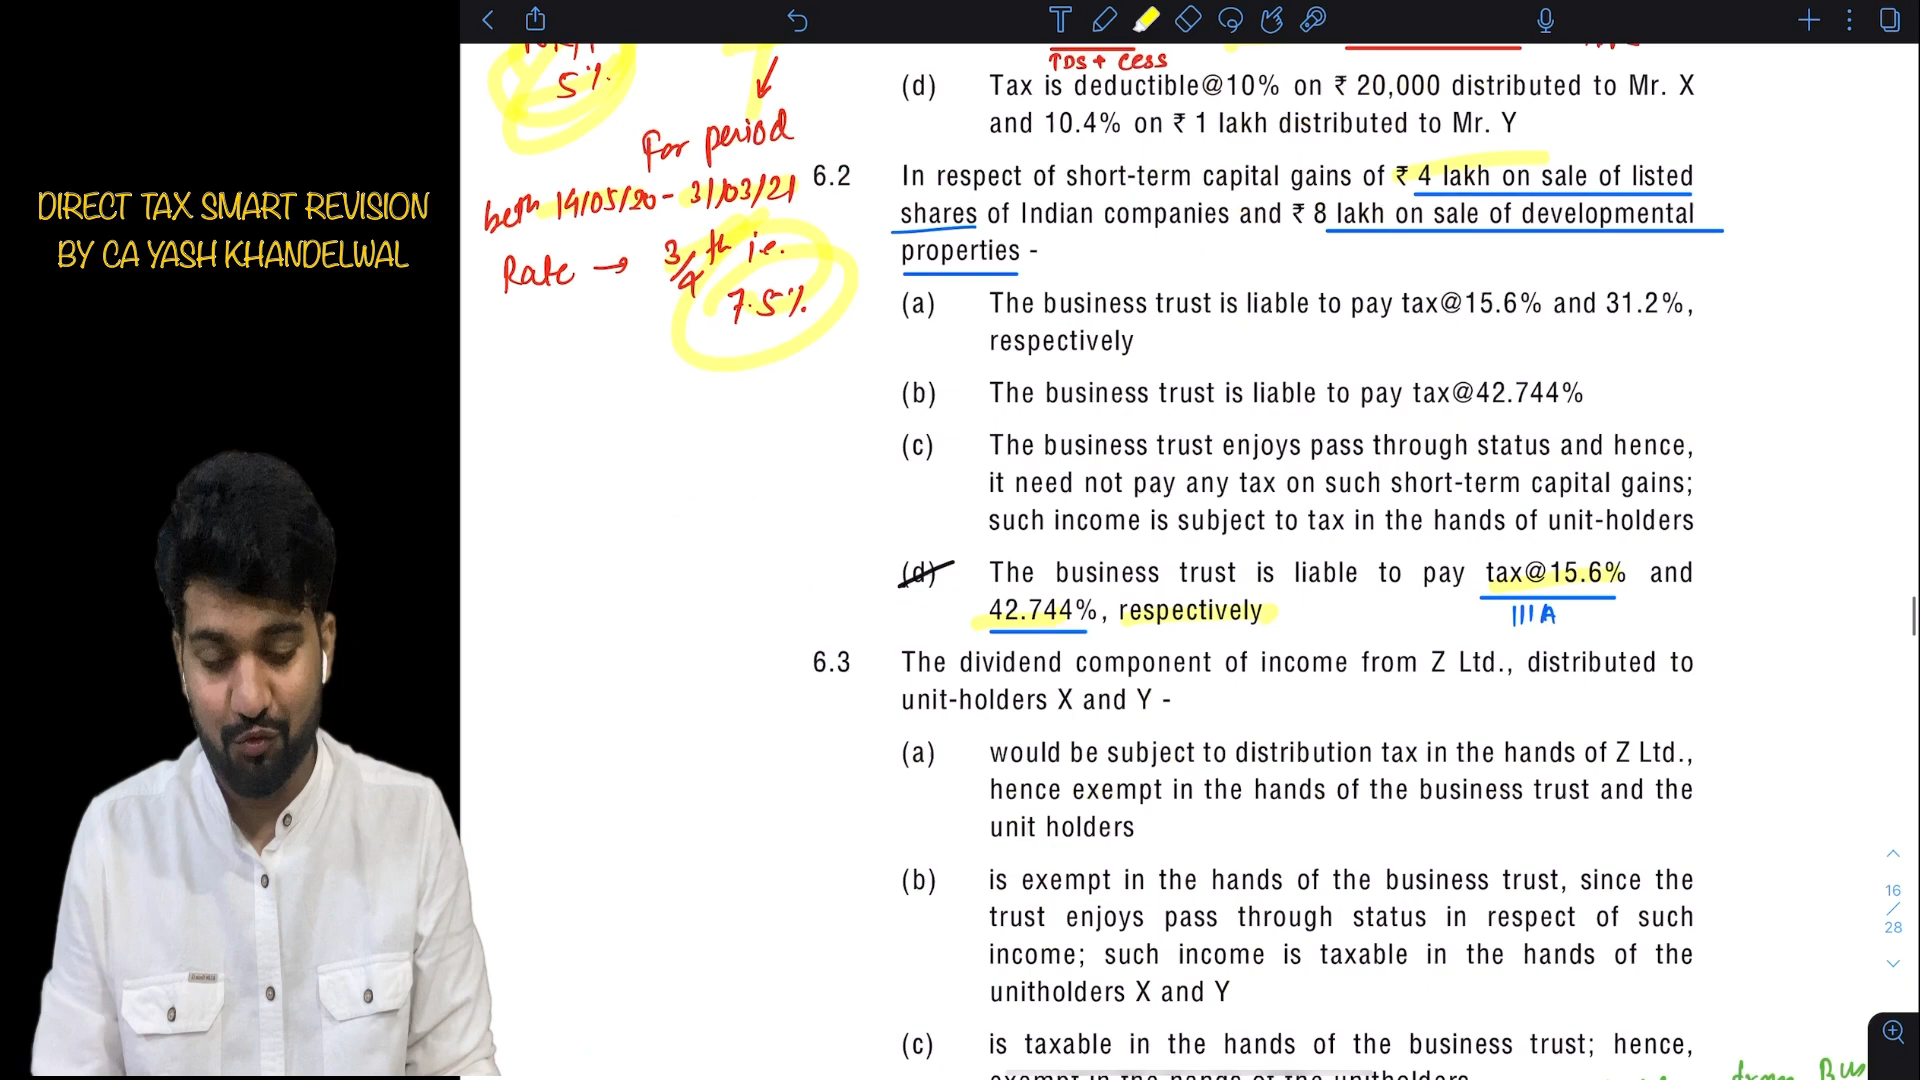 DIRECT TAX SMART REVISION
BY CA YASH KHANDELWAL
5%
for period
betn 14/05/20 - 31/03/21
Rate → 3/4 th i.e.
7.5%
TDS + Cess
(d) Tax is deductible@10% on ₹ 20,000 distributed to Mr. X
and 10.4% on ₹ 1 lakh distributed to Mr. Y
6.2 In respect of short-term capital gains of ₹ 4 lakh on sale of listed
shares of Indian companies and ₹ 8 lakh on sale of developmental
properties -
(a) The business trust is liable to pay tax@15.6% and 31.2%,
respectively
(b) The business trust is liable to pay tax@42.744%
(c) The business trust enjoys pass through status and hence,
it need not pay any tax on such short-term capital gains;
such income is subject to tax in the hands of unit-holders
(d) The business trust is liable to pay tax@15.6% and
42.744%, respectively
111A
6.3 The dividend component of income from Z Ltd., distributed to
unit-holders X and Y -
(a) would be subject to distribution tax in the hands of Z Ltd.,
hence exempt in the hands of the business trust and the
unit holders
(b) is exempt in the hands of the business trust, since the
trust enjoys pass through status in respect of such
income; such income is taxable in the hands of the
unitholders X and Y
(c) is taxable in the hands of the business trust; hence,
exempt in the hands of the unitholders
from Bus
16
/
28